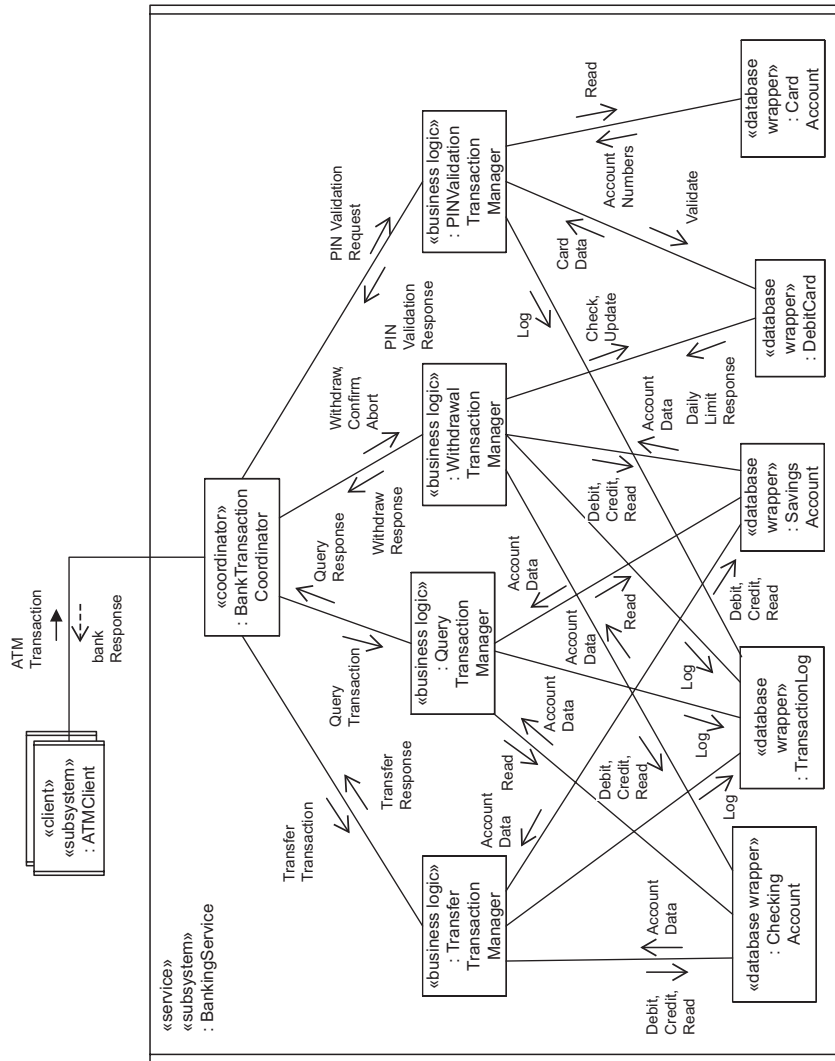 «client»
«subsystem»
: ATMClient
ATM
Transaction
bank
Response
«service»
«subsystem»
: BankingService
«coordinator»
: BankTransaction
Coordinator
Transfer
Transaction
Transfer
Response
Query
Transaction
Query
Response
Withdraw,
Confirm,
Abort
Withdraw
Response
PIN Validation
Request
PIN
Validation
Response
«business logic»
: Transfer
Transaction
Manager
«business logic»
: Query
Transaction
Manager
«business logic»
: Withdrawal
Transaction
Manager
«business logic»
: PINValidation
Transaction
Manager
Account
Data
Debit,
Credit,
Read
Account
Data
Read
Account
Data
Debit,
Credit,
Read
Account
Data
Account
Data
Read
Debit,
Credit,
Read
Account
Data
Log
Check,
Update
Daily
Limit
Response
Card
Data
Validate
Account
Numbers
Read
Log
Log
Log
Debit,
Credit,
Read
«database wrapper»
: Checking
Account
«database
wrapper»
: TransactionLog
«database
wrapper»
: Savings
Account
«database
wrapper»
: DebitCard
«database
wrapper»
: Card
Account